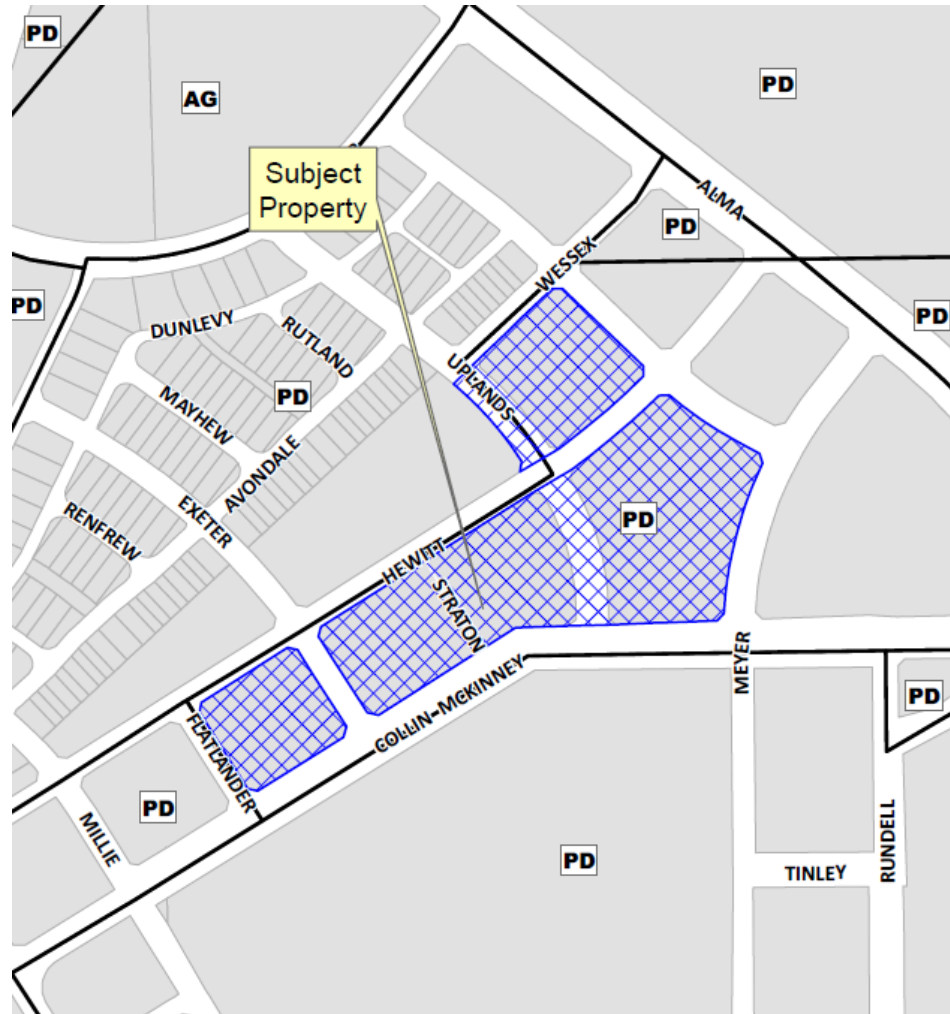 PD
AG
PD
Subject
Property
ALMA
PD
WESSEX
PD
PD
DUNLEVY
RUTLAND
UPLANDS
PD
MAYHEW
AVONDALE
EXETER
RENFREW
PD
HEWITT
STRATON
MEYER
COLLIN-MCKINNEY
PD
FLATLANDER
PD
MILLIE
PD
TINLEY
RUNDELL